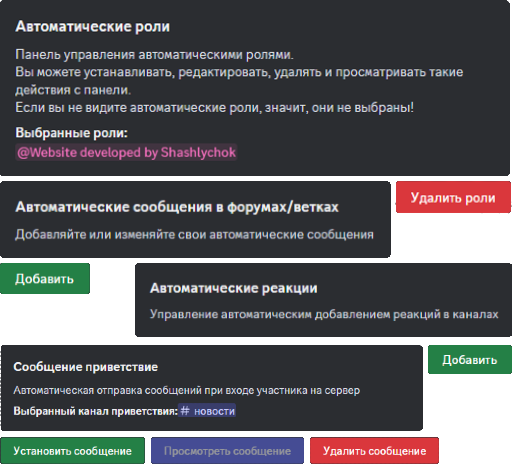 Автоматические роли
Панель управления автоматическими ролями.
Вы можете устанавливать, редактировать, удалять и просматривать такие
действия с панели.
Если вы не видите автоматические роли, значит, они не выбраны!
Выбранные роли:
@Website developed by Shashlychok
Удалить роли
Автоматические сообщения в форумах/ветках
Добавляйте или изменяйте свои автоматические сообщения
Добавить
Автоматические реакции
Управление автоматическим добавлением реакций в каналах
Добавить
Сообщение приветствие
Автоматическая отправка сообщений при входе участника на сервер
Выбранный канал приветствия: # новости
Установить сообщение
Просмотреть сообщение
Удалить сообщение